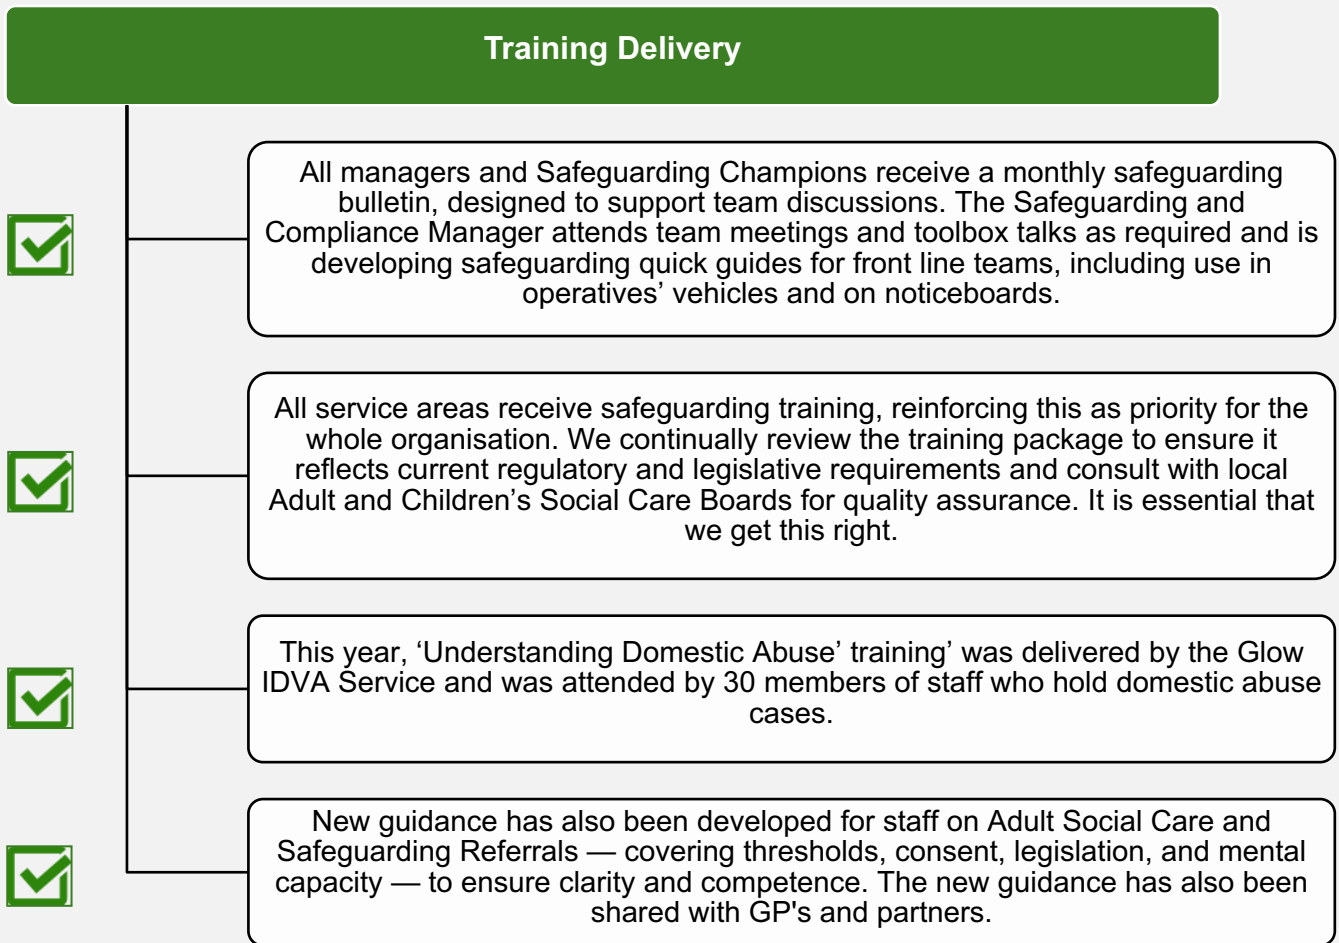 Training Delivery
All managers and Safeguarding Champions receive a monthly safeguarding
bulletin, designed to support team discussions. The Safeguarding and
Compliance Manager attends team meetings and toolbox talks as required and is
developing safeguarding quick guides for front line teams, including use in
operatives’ vehicles and on noticeboards.
All service areas receive safeguarding training, reinforcing this as priority for the
whole organisation. We continually review the training package to ensure it
reflects current regulatory and legislative requirements and consult with local
Adult and Children’s Social Care Boards for quality assurance. It is essential that
we get this right.
This year, ‘Understanding Domestic Abuse’ training’ was delivered by the Glow
IDVA Service and was attended by 30 members of staff who hold domestic abuse
cases.
New guidance has also been developed for staff on Adult Social Care and
Safeguarding Referrals — covering thresholds, consent, legislation, and mental
capacity — to ensure clarity and competence. The new guidance has also been
shared with GP's and partners.